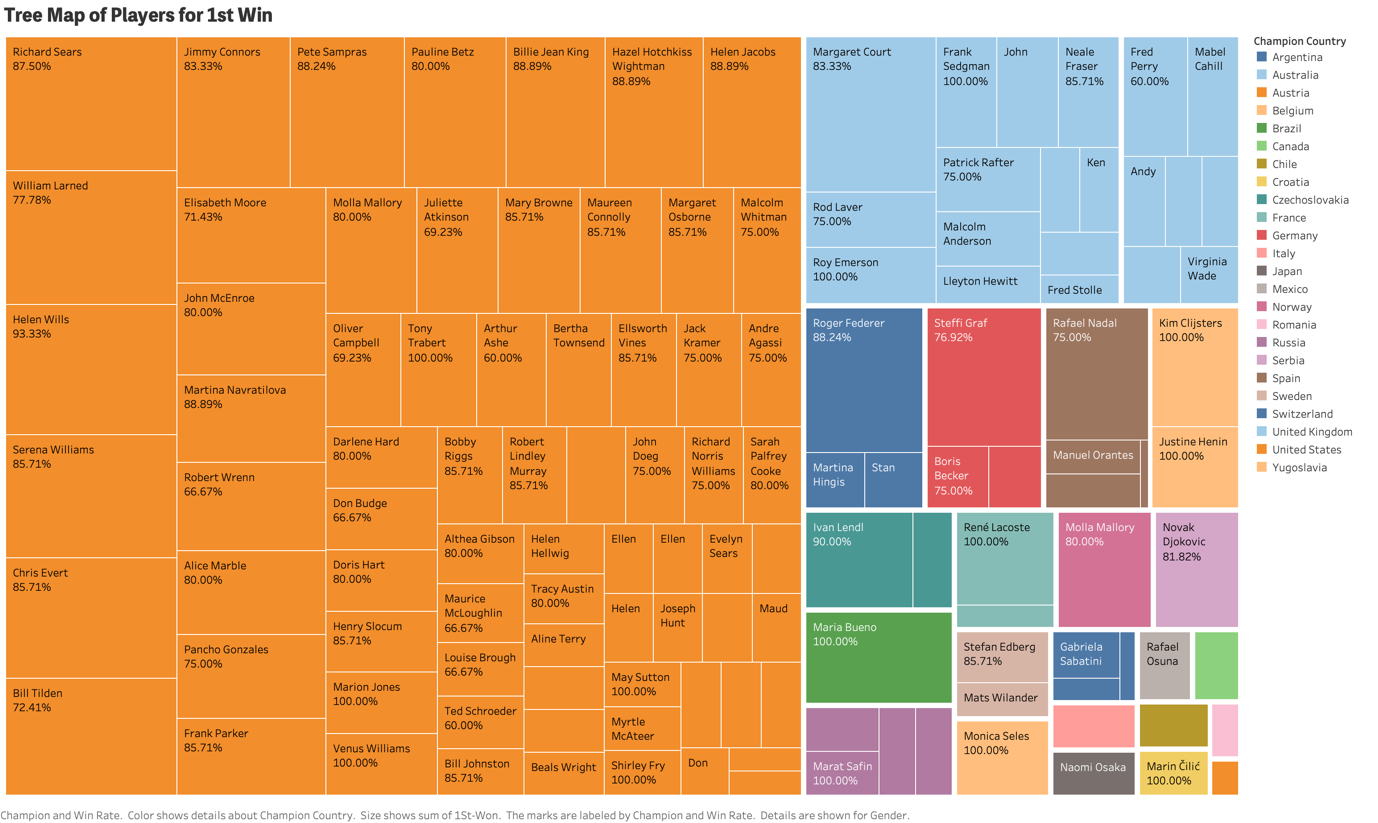 Tree Map of Players for 1st Win
Richard Sears
87.50%
William Larned
77.78%
Helen Wills
93.33%
Serena Williams
85.71%
Chris Evert
85.71%
Bill Tilden
72.41%
Jimmy Connors
83.33%
Pete Sampras
88.24%
Pauline Betz
80.00%
Billie Jean King
88.89%
Hazel Hotchkiss
Wightman
88.89%
Helen Jacobs
88.89%
Elisabeth Moore
71.43%
John McEnroe
80.00%
Martina Navratilova
88.89%
Robert Wrenn
66.67%
Alice Marble
80.00%
Pancho Gonzales
75.00%
Frank Parker
85.71%
Molla Mallory
80.00%
Juliette
Atkinson
69.23%
Mary Browne
85.71%
Maureen
Connolly
85.71%
Margaret
Osborne
85.71%
Malcolm
Whitman
75.00%
Oliver
Campbell
69.23%
Tony
Trabert
100.00%
Arthur
Ashe
60.00%
Bertha
Townsend
Ellsworth
Vines
85.71%
Jack
Kramer
75.00%
Andre
Agassi
75.00%
Darlene Hard
80.00%
Don Budge
66.67%
Doris Hart
80.00%
Henry Slocum
85.71%
Marion Jones
100.00%
Venus Williams
100.00%
Bobby
Riggs
85.71%
Robert
Lindley
Murray
85.71%
John
Doeg
75.00%
Richard
Norris
Williams
75.00%
Sarah
Palfrey
Cooke
80.00%
Althea Gibson
80.00%
Maurice
McLoughlin
66.67%
Louise Brough
66.67%
Ted Schroeder
60.00%
Bill Johnston
85.71%
Helen
Hellwig
Tracy Austin
80.00%
Aline Terry
Beals Wright
Ellen
Ellen
Evelyn
Sears
Helen
Joseph
Hunt
Maud
May Sutton
100.00%
Myrtle
McAteer
Shirley Fry
100.00%
Don
Margaret Court
83.33%
Rod Laver
75.00%
Roy Emerson
100.00%
Frank
Sedgman
100.00%
John
Neale
Fraser
85.71%
Patrick Rafter
75.00%
Ken
Malcolm
Anderson
Lleyton Hewitt
Fred Stolle
Fred
Perry
60.00%
Mabel
Cahill
Andy
Virginia
Wade
Roger Federer
88.24%
Martina
Hingis
Stan
Steffi Graf
76.92%
Boris
Becker
75.00%
Rafael Nadal
75.00%
Manuel Orantes
Kim Clijsters
100.00%
Justine Henin
100.00%
Ivan Lendl
90.00%
René Lacoste
100.00%
Molla Mallory
80.00%
Novak
Djokovic
81.82%
Maria Bueno
100.00%
Marat Safin
100.00%
Stefan Edberg
85.71%
Mats Wilander
Monica Seles
100.00%
Gabriela
Sabatini
Rafael
Osuna
Naomi Osaka
Marin Čilić
100.00%
Champion Country
Argentina
Australia
Austria
Belgium
Brazil
Canada
Chile
Croatia
Czechoslovakia
France
Germany
Italy
Japan
Mexico
Norway
Romania
Russia
Serbia
Spain
Sweden
Switzerland
United Kingdom
United States
Yugoslavia
Champion and Win Rate.  Color shows details about Champion Country.  Size shows sum of 1St-Won.  The marks are labeled by Champion and Win Rate.  Details are shown for Gender.